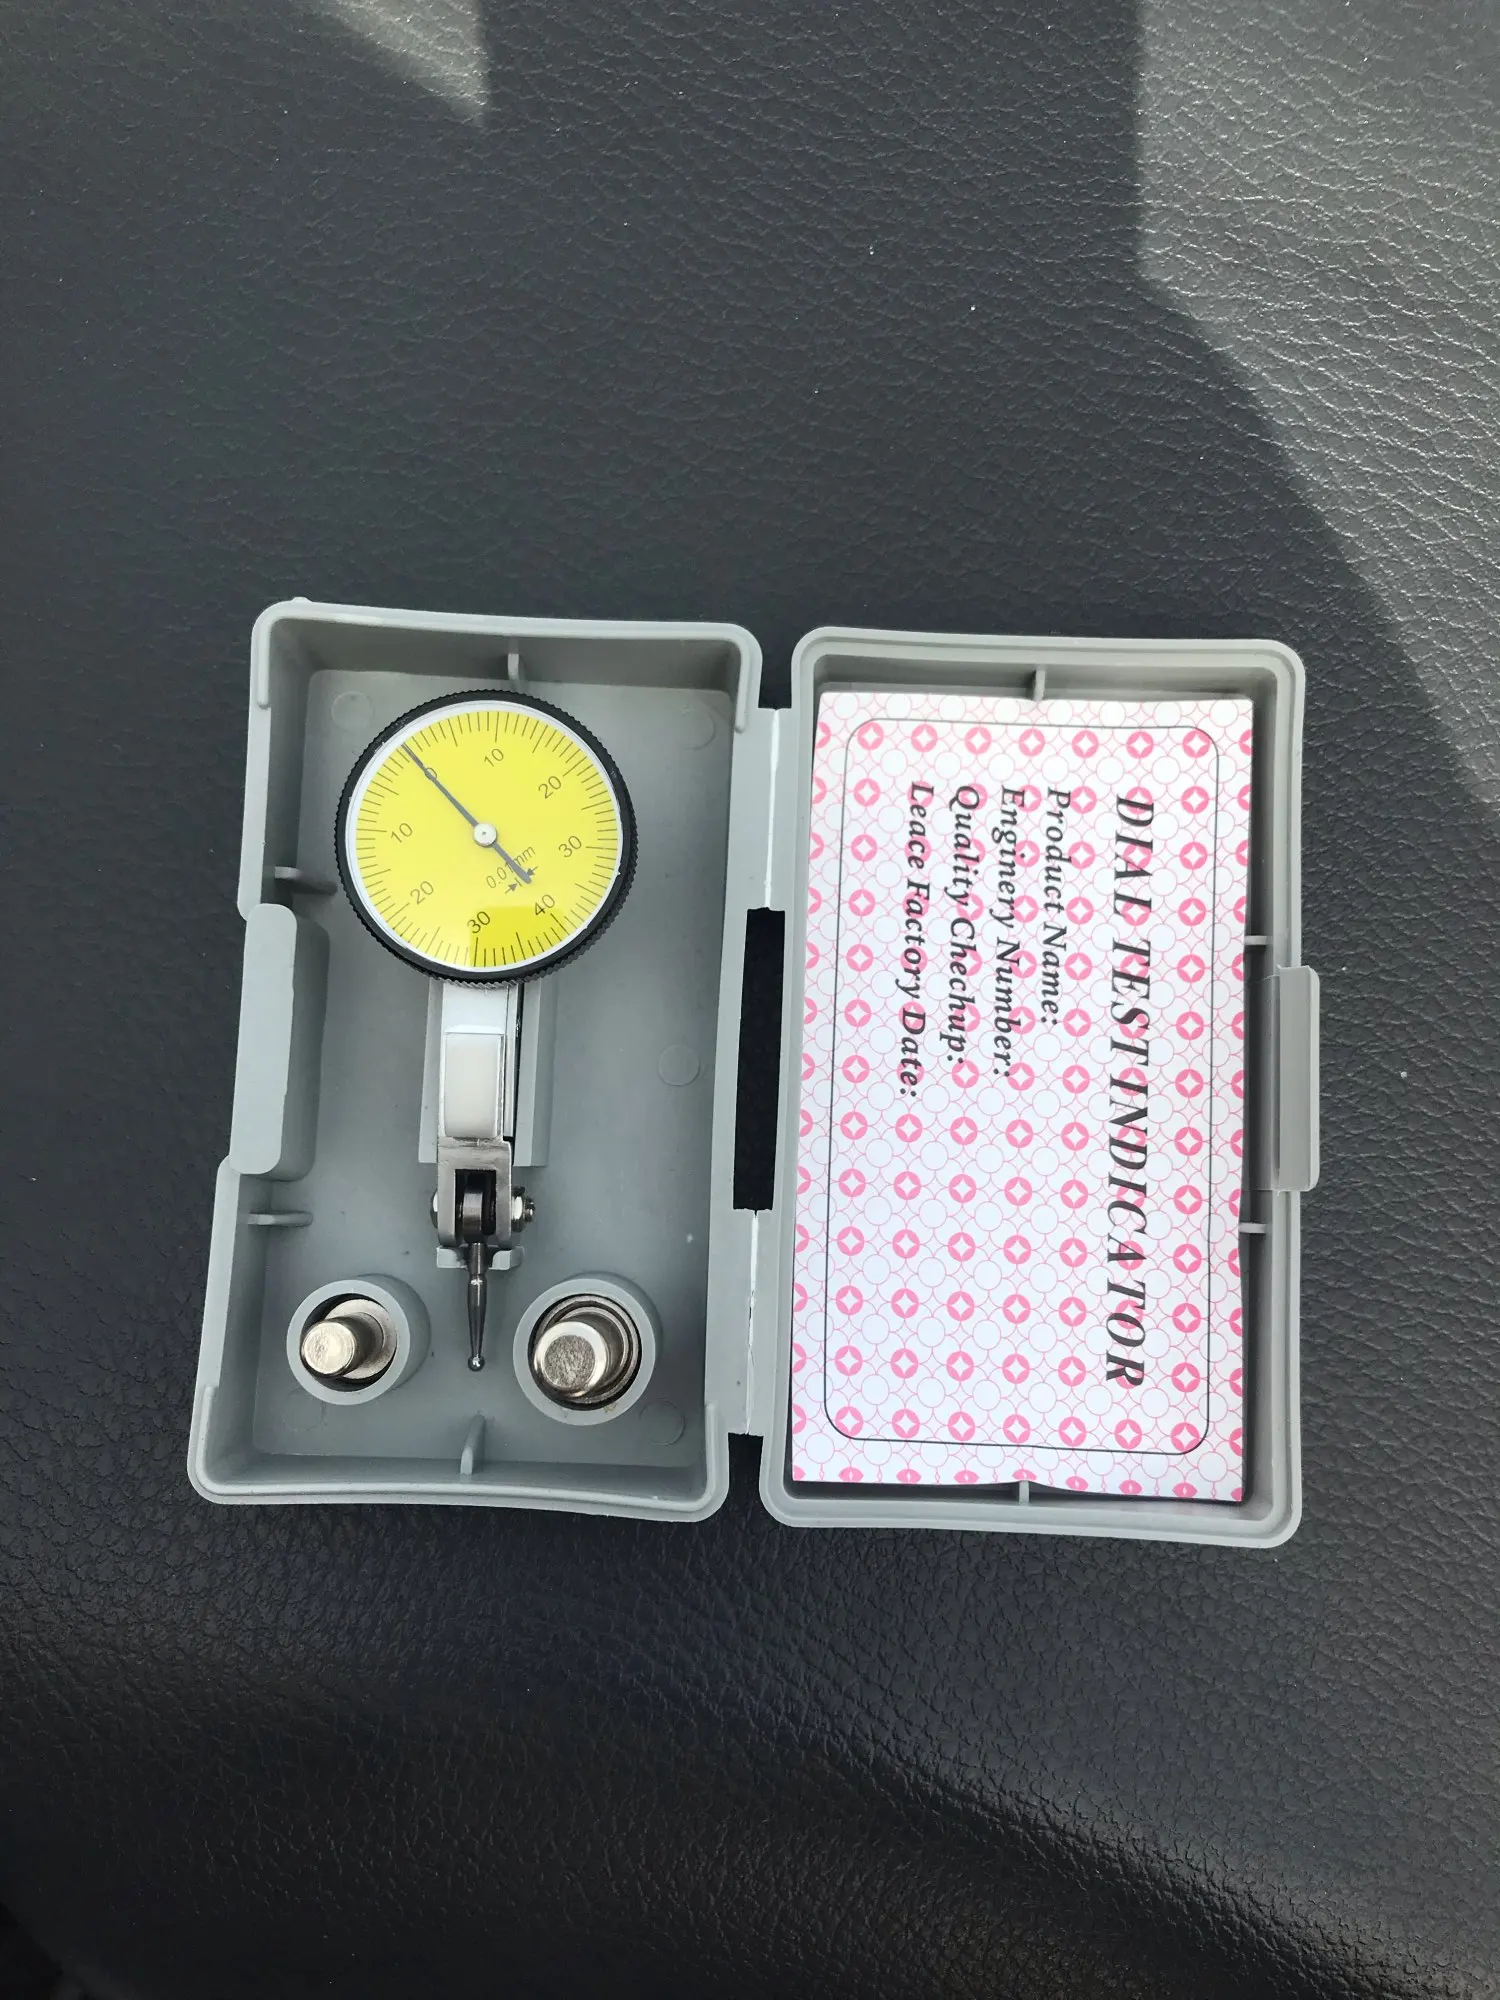 DIAL TEST INDICATOR
Product Name:
Enginery Number:
Quality Chechup:
Leace Factory Date:
0
10
20
30
40
30
20
10
0.01mm